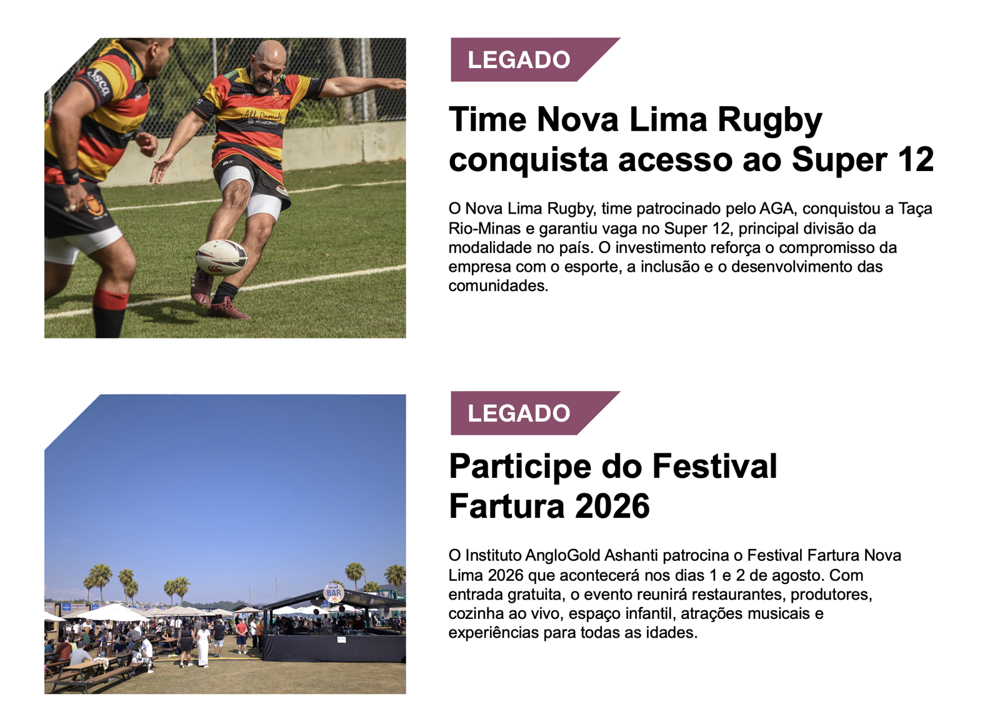 LEGADO
Time Nova Lima Rugby
conquista acesso ao Super 12
O Nova Lima Rugby, time patrocinado pelo AGA, conquistou a Taça
Rio-Minas e garantiu vaga no Super 12, principal divisão da
modalidade no país. O investimento reforça o compromisso da
empresa com o esporte, a inclusão e o desenvolvimento das
comunidades.
LEGADO
Participe do Festival
Fartura 2026
O Instituto AngloGold Ashanti patrocina o Festival Fartura Nova
Lima 2026 que acontecerá nos dias 1 e 2 de agosto. Com
entrada gratuita, o evento reunirá restaurantes, produtores,
cozinha ao vivo, espaço infantil, atrações musicais e
experiências para todas as idades.
BAR